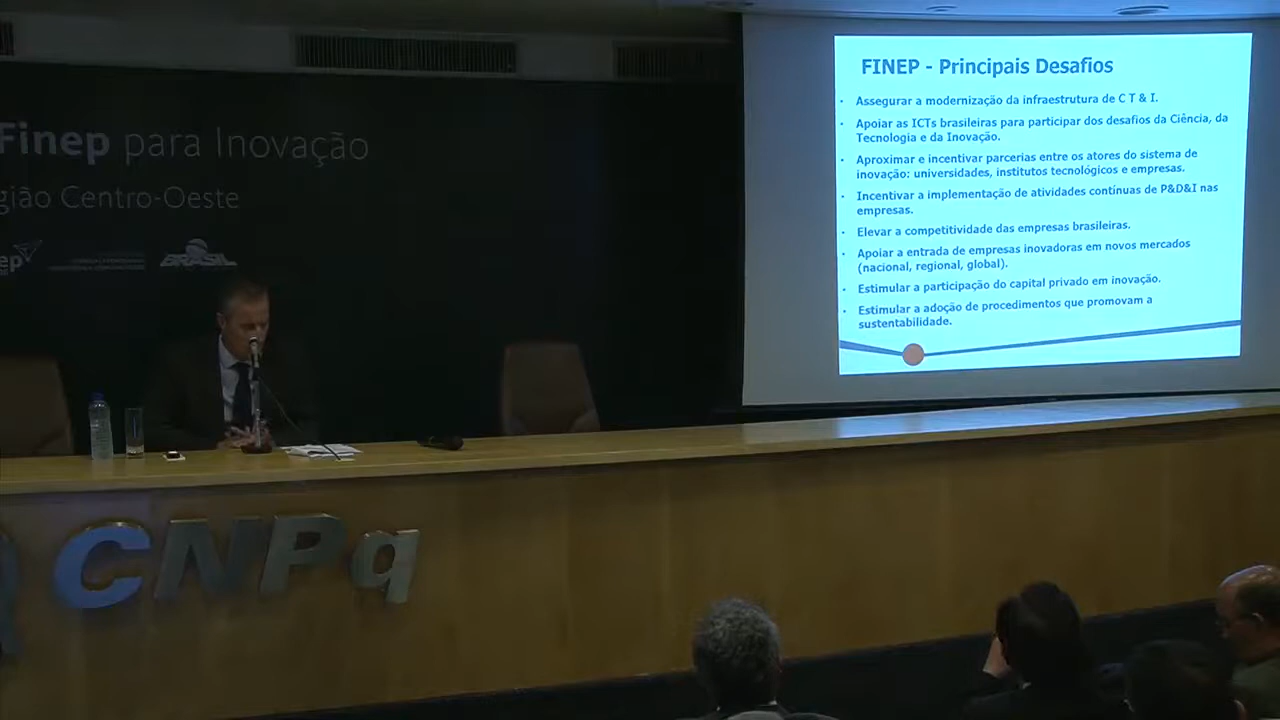 Finep para Inovação
gião Centro-Oeste
ep
BRASIL
CNPq
FINEP - Principais Desafios
• Assegurar a modernização da infraestrutura de C T & I.
• Apoiar as ICTs brasileiras para participar dos desafios da Ciência, da
Tecnologia e da Inovação.
• Aproximar e incentivar parcerias entre os atores do sistema de
inovação: universidades, institutos tecnológicos e empresas.
• Incentivar a implementação de atividades contínuas de P&D&I nas
empresas.
• Elevar a competitividade das empresas brasileiras.
• Apoiar a entrada de empresas inovadoras em novos mercados
(nacional, regional, global).
• Estimular a participação do capital privado em inovação.
• Estimular a adoção de procedimentos que promovam a
sustentabilidade.